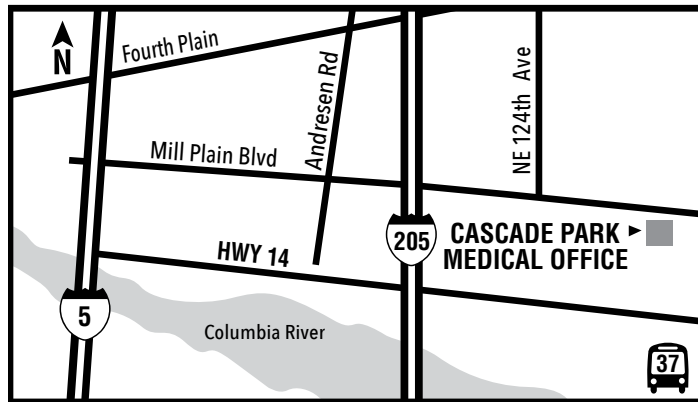 N
Fourth Plain
Andresen Rd
NE 124th Ave
Mill Plain Blvd
205
CASCADE PARK
MEDICAL OFFICE
HWY 14
5
Columbia River
37